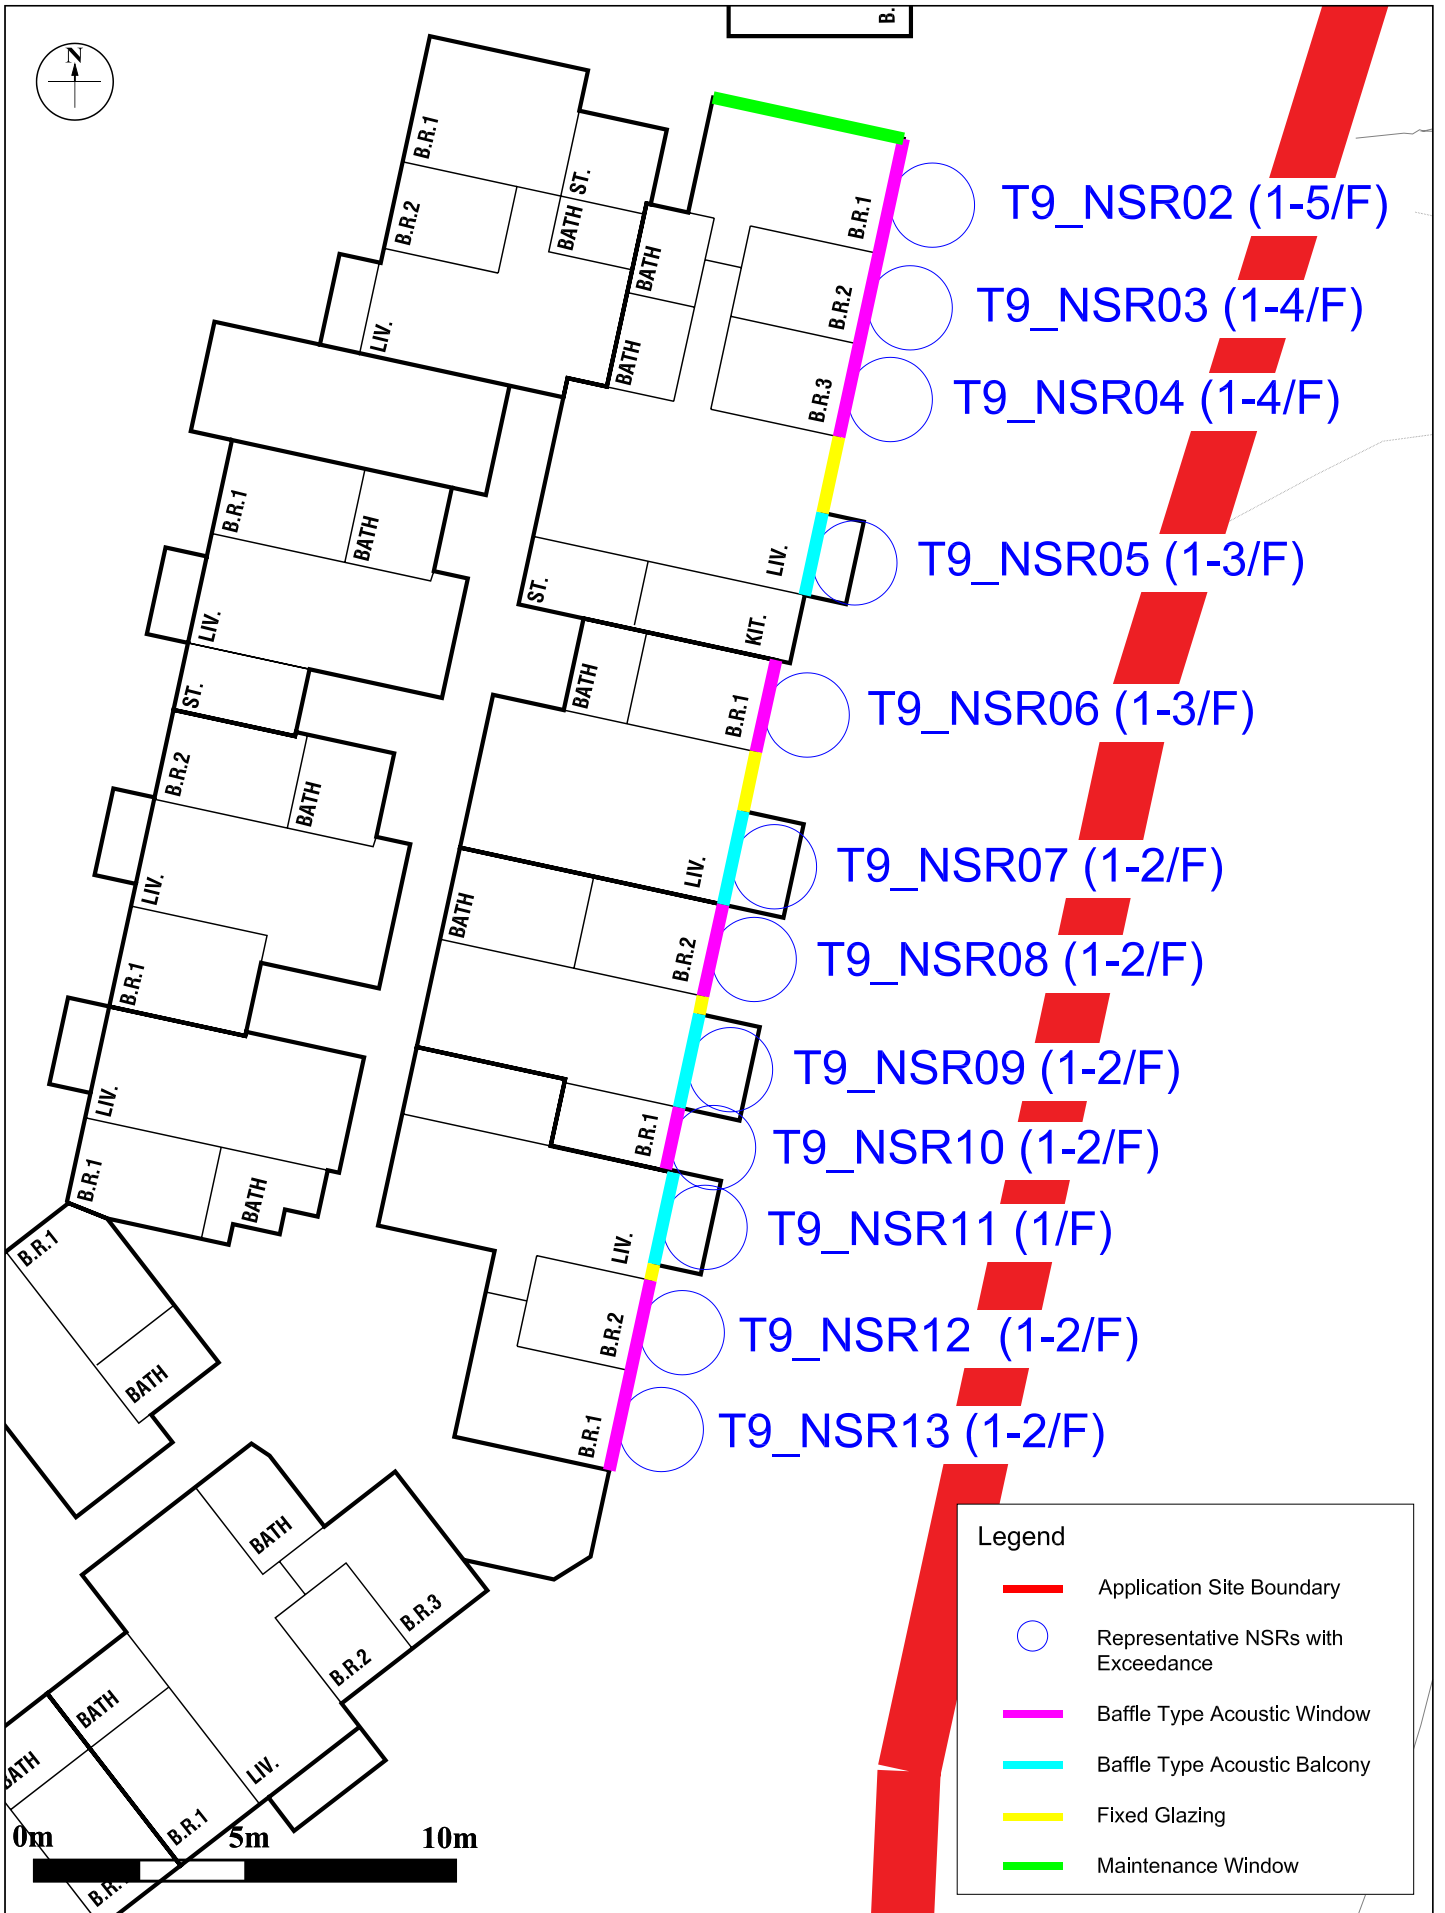 B.
N
B.R.1
ST.
B.R.2
BATH
LIV.
BATH
BATH
B.R.1
B.R.2
B.R.3
T9_NSR02 (1-5/F)
T9_NSR03 (1-4/F)
T9_NSR04 (1-4/F)
B.R.1
BATH
LIV.
ST.
LIV.
ST.
KIT.
T9_NSR05 (1-3/F)
BATH
B.R.1
T9_NSR06 (1-3/F)
B.R.2
BATH
LIV.
B.R.1
LIV.
T9_NSR07 (1-2/F)
BATH
B.R.2
T9_NSR08 (1-2/F)
LIV.
B.R.1
BATH
T9_NSR09 (1-2/F)
B.R.1
T9_NSR10 (1-2/F)
LIV.
T9_NSR11 (1/F)
B.R.2
T9_NSR12 (1-2/F)
B.R.1
T9_NSR13 (1-2/F)
B.R.1
BATH
BATH
B.R.3
B.R.2
BATH
LIV.
B.R.1
BATH
B.R.
0m 5m 10m
Legend
Application Site Boundary
Representative NSRs with
Exceedance
Baffle Type Acoustic Window
Baffle Type Acoustic Balcony
Fixed Glazing
Maintenance Window